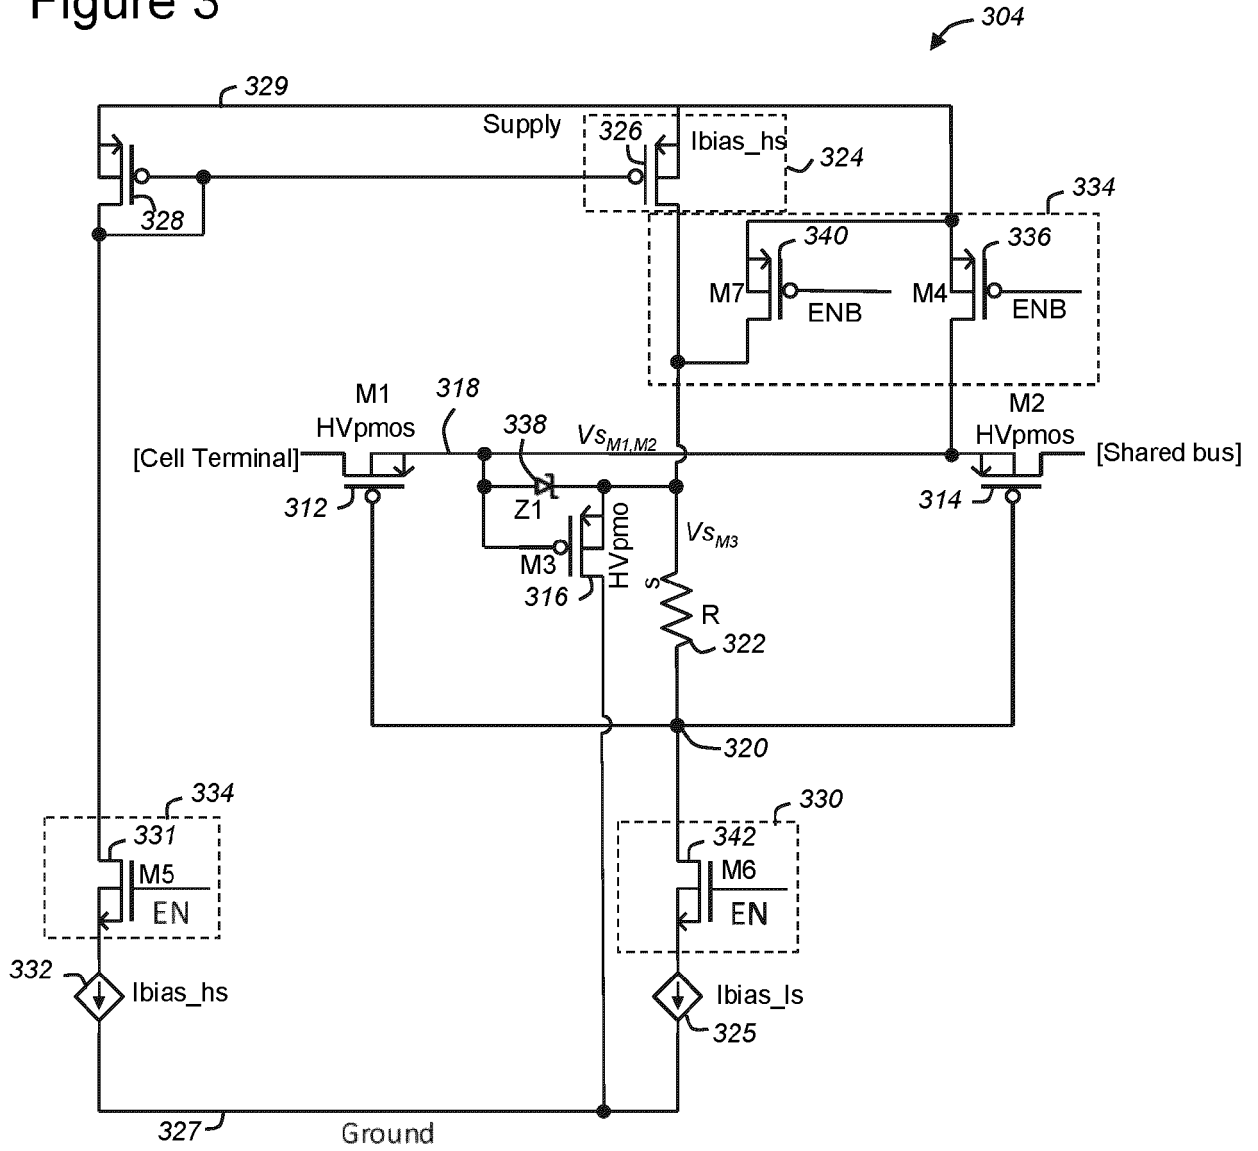 Figure 3
304
329
Supply
326
Ibias_hs
324
334
328
340
336
M7
ENB
M4
ENB
M1
HVpmos
318
338
Vs_{M1,M2}
M2
HVpmos
[Cell Terminal]
[Shared bus]
312
Z1
314
M3
HVpmo
s
Vs_{M3}
316
R
322
320
334
330
331
342
M5
M6
EN
EN
332
Ibias_hs
Ibias_ls
325
327
Ground